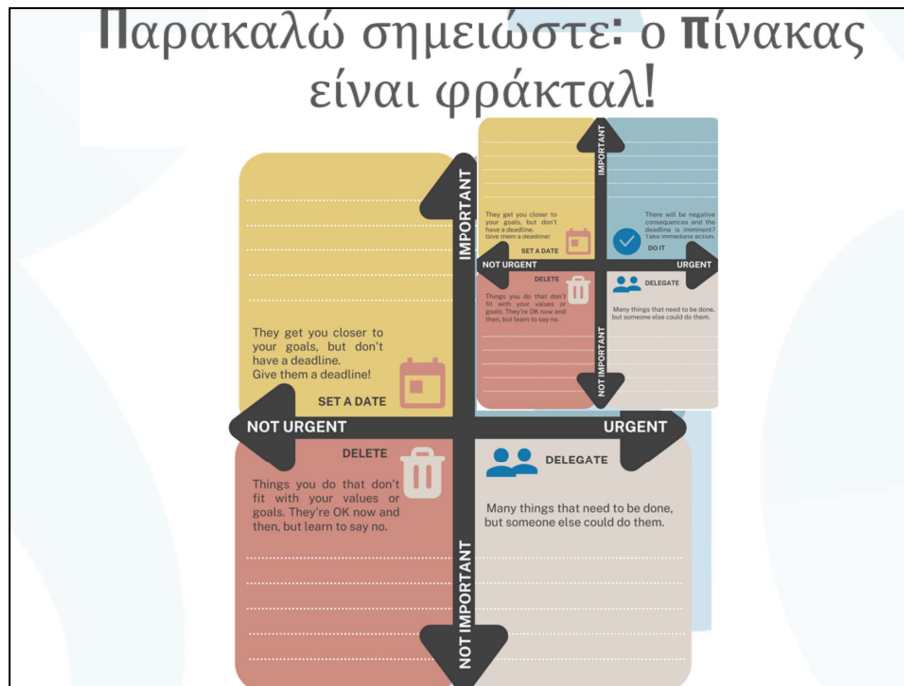 Παρακαλώ σημειώστε: ο πίνακας
είναι φράκταλ!
IMPORTANT
They get you closer to
your goals, but don't
have a deadline.
Give them a deadline!
SET A DATE
There will be negative
consequences and the
deadline is imminent?
Take immediate action.
DO IT
NOT URGENT
URGENT
DELETE
Things you do that don't
fit with your values or
goals. They're OK now and
then, but learn to say no.
DELEGATE
Many things that need to be done,
but someone else could do them.
NOT IMPORTANT
IMPORTANT
They get you closer to
your goals, but don't
have a deadline.
Give them a deadline!
SET A DATE
NOT URGENT
URGENT
DELETE
Things you do that don't
fit with your values or
goals. They're OK now and
then, but learn to say no.
DELEGATE
Many things that need to be done,
but someone else could do them.
NOT IMPORTANT